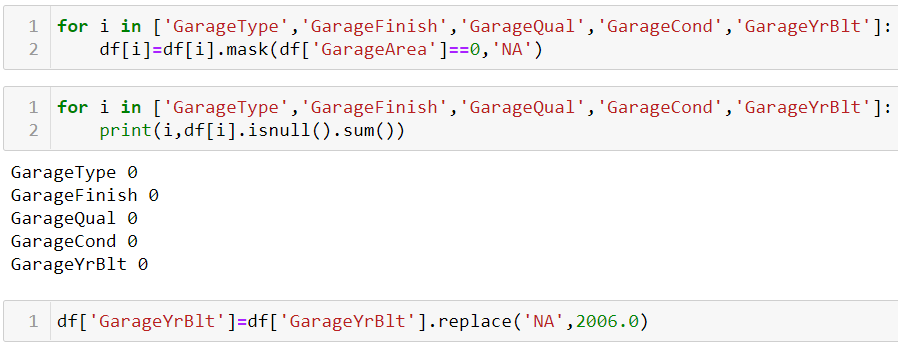 1 for i in ['GarageType','GarageFinish','GarageQual','GarageCond','GarageYrBlt']:
2     df[i]=df[i].mask(df['GarageArea']==0,'NA')
1 for i in ['GarageType','GarageFinish','GarageQual','GarageCond','GarageYrBlt']:
2     print(i,df[i].isnull().sum())
GarageType 0
GarageFinish 0
GarageQual 0
GarageCond 0
GarageYrBlt 0
1 df['GarageYrBlt']=df['GarageYrBlt'].replace('NA',2006.0)